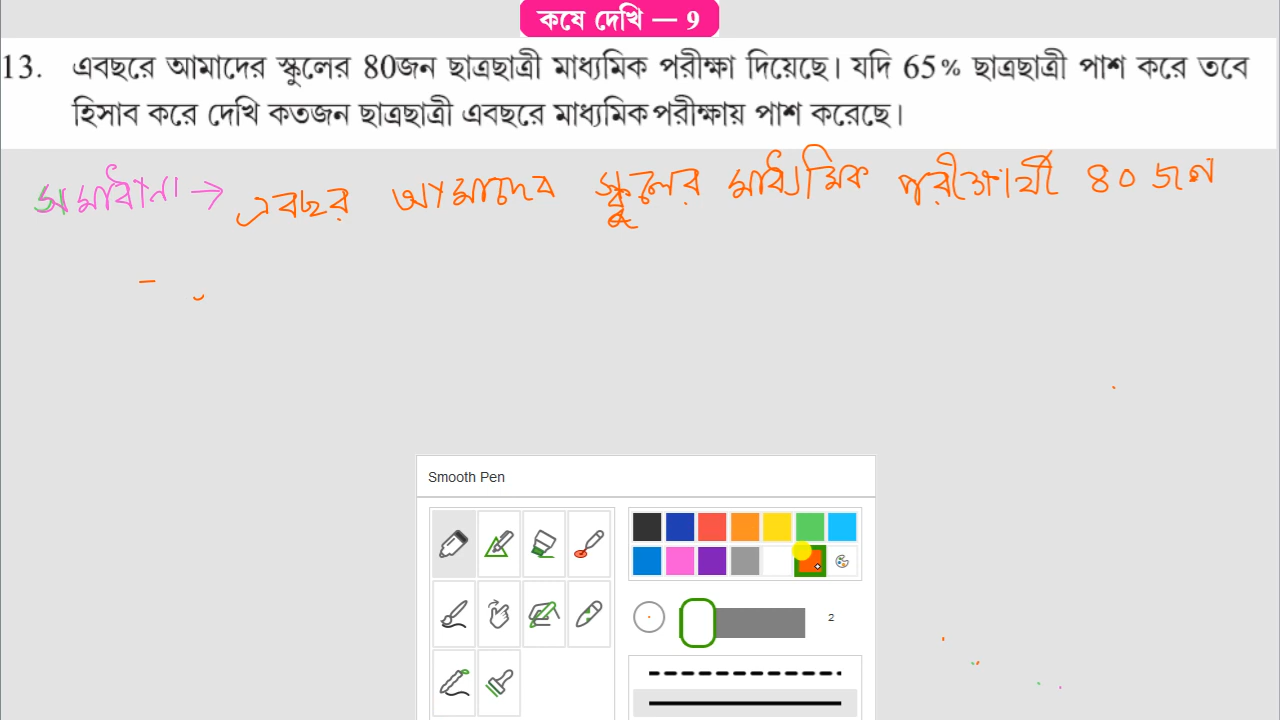 কষে দেখি — 9
13. এবছরে আমাদের স্কুলের 80জন ছাত্রছাত্রী মাধ্যমিক পরীক্ষা দিয়েছে। যদি 65% ছাত্রছাত্রী পাশ করে তবে
হিসাব করে দেখি কতজন ছাত্রছাত্রী এবছরে মাধ্যমিক পরীক্ষায় পাশ করেছে।
সমাধান → এবছর আমাদের স্কুলের মাধ্যমিক পরীক্ষার্থী ৪০ জন
Smooth Pen
2